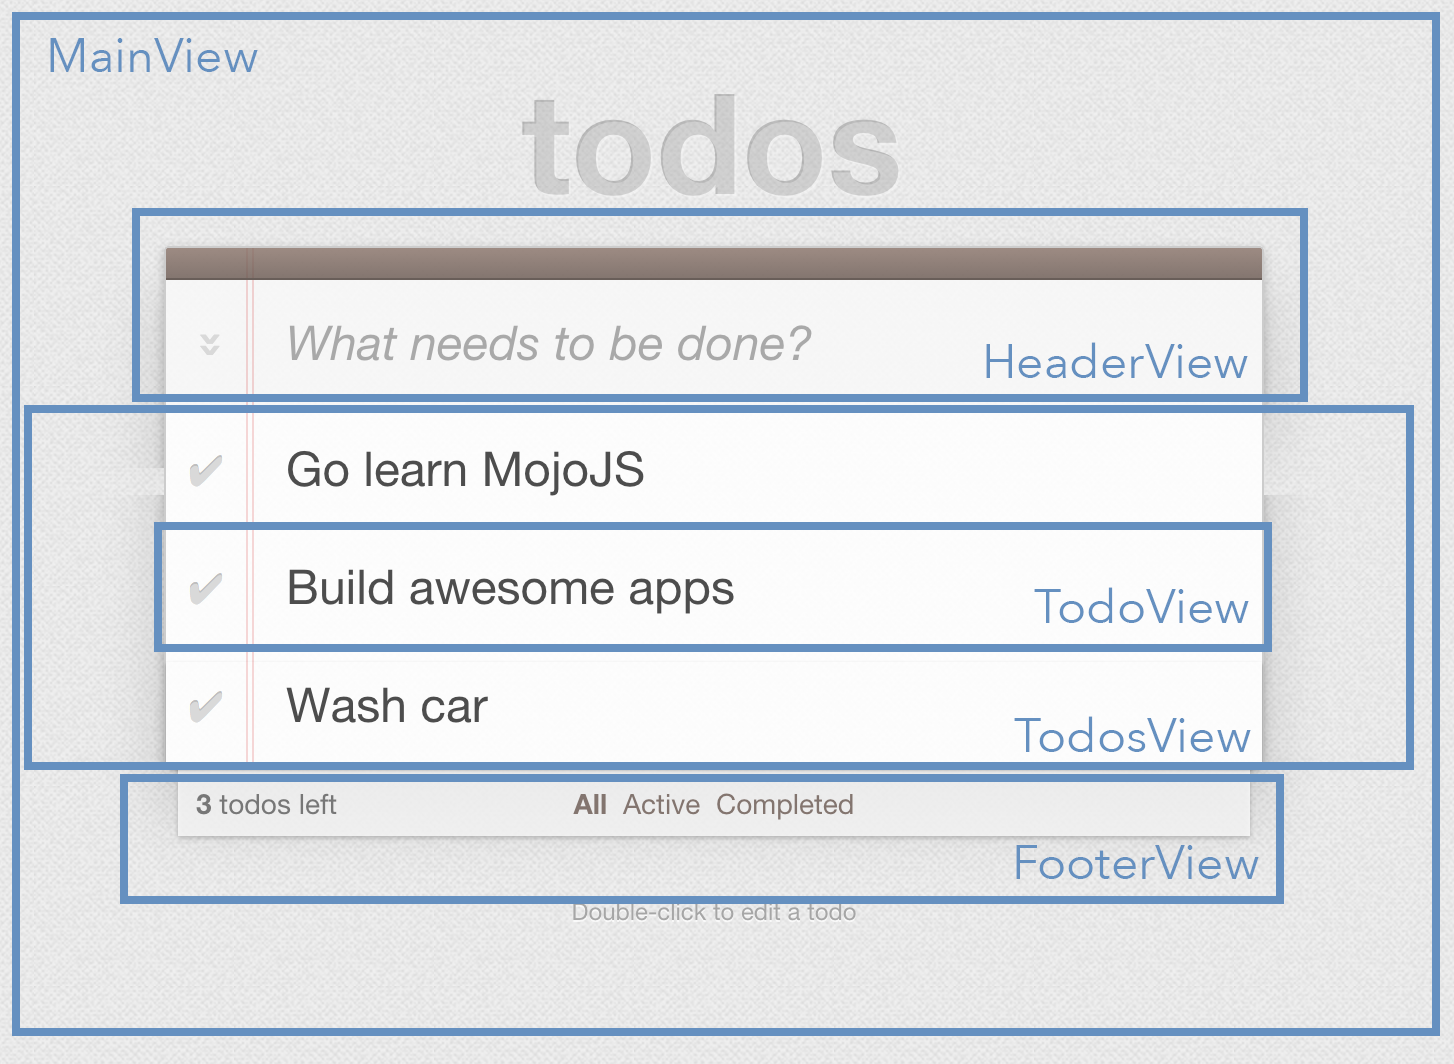 MainView
todos
What needs to be done?
HeaderView
Go learn MojoJS
Build awesome apps
TodoView
Wash car
TodosView
3 todos left All Active Completed
FooterView
Double-click to edit a todo